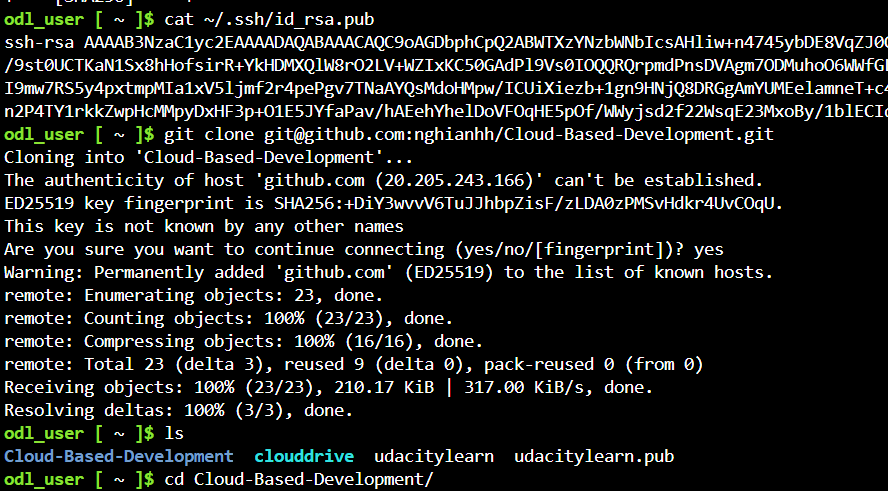 odl_user [ ~ ]$ cat ~/.ssh/id_rsa.pub
ssh-rsa AAAAB3NzaC1yc2EAAAADAQABAAACAQC9oAGDbphCpQ2ABWTXzYNzbWNbIcsAHliw+n4745ybDE8VqZJ0
/9st0UCTKaN1Sx8hHofsirR+YkHDMXQlW8rO2LV+WZIxKC50GAdPl9Vs0IOQQRQrpmdPnsDVAgm7ODMuhoO6WWfG
I9mw7RS5y4pxtmpMIa1xV5ljmf2r4pePgv7TNaAYQsMdoHMpw/ICUiXiezb+1gn9HNjQ8DRGgAmYUMEelamneT+c
n2P4TY1rkkZwpHcMMpyDxHF3p+O1E5JYfaPav/hAEehYhelDoVFOqHE5pOf/WWyjsd2f22WsqE23MxoBy/1blECI
odl_user [ ~ ]$ git clone git@github.com:nghianhh/Cloud-Based-Development.git
Cloning into 'Cloud-Based-Development'...
The authenticity of host 'github.com (20.205.243.166)' can't be established.
ED25519 key fingerprint is SHA256:+DiY3wvvV6TuJJhbpZisF/zLDA0zPMSvHdkr4UvCOqU.
This key is not known by any other names
Are you sure you want to continue connecting (yes/no/[fingerprint])? yes
Warning: Permanently added 'github.com' (ED25519) to the list of known hosts.
remote: Enumerating objects: 23, done.
remote: Counting objects: 100% (23/23), done.
remote: Compressing objects: 100% (16/16), done.
remote: Total 23 (delta 3), reused 9 (delta 0), pack-reused 0 (from 0)
Receiving objects: 100% (23/23), 210.17 KiB | 317.00 KiB/s, done.
Resolving deltas: 100% (3/3), done.
odl_user [ ~ ]$ ls
Cloud-Based-Development clouddrive udacitylearn udacitylearn.pub
odl_user [ ~ ]$ cd Cloud-Based-Development/